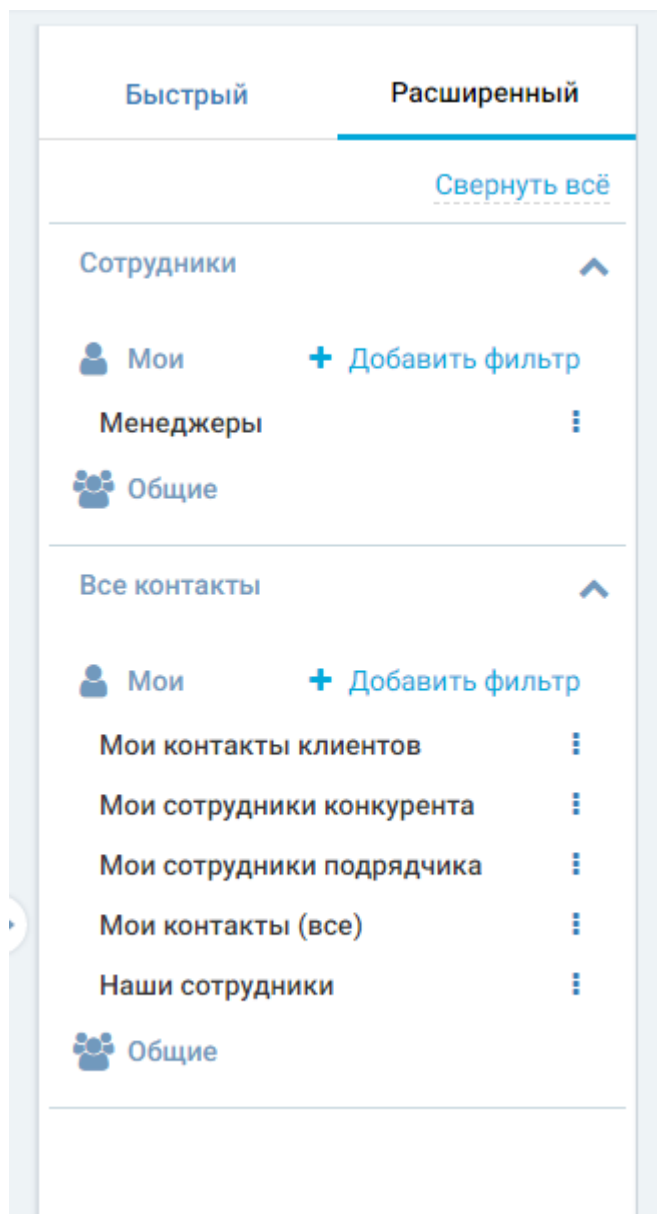 Быстрый Расширенный
Свернуть всё
Сотрудники
Мои + Добавить фильтр
Менеджеры
Общие
Все контакты
Мои + Добавить фильтр
Мои контакты клиентов
Мои сотрудники конкурента
Мои сотрудники подрядчика
Мои контакты (все)
Наши сотрудники
Общие